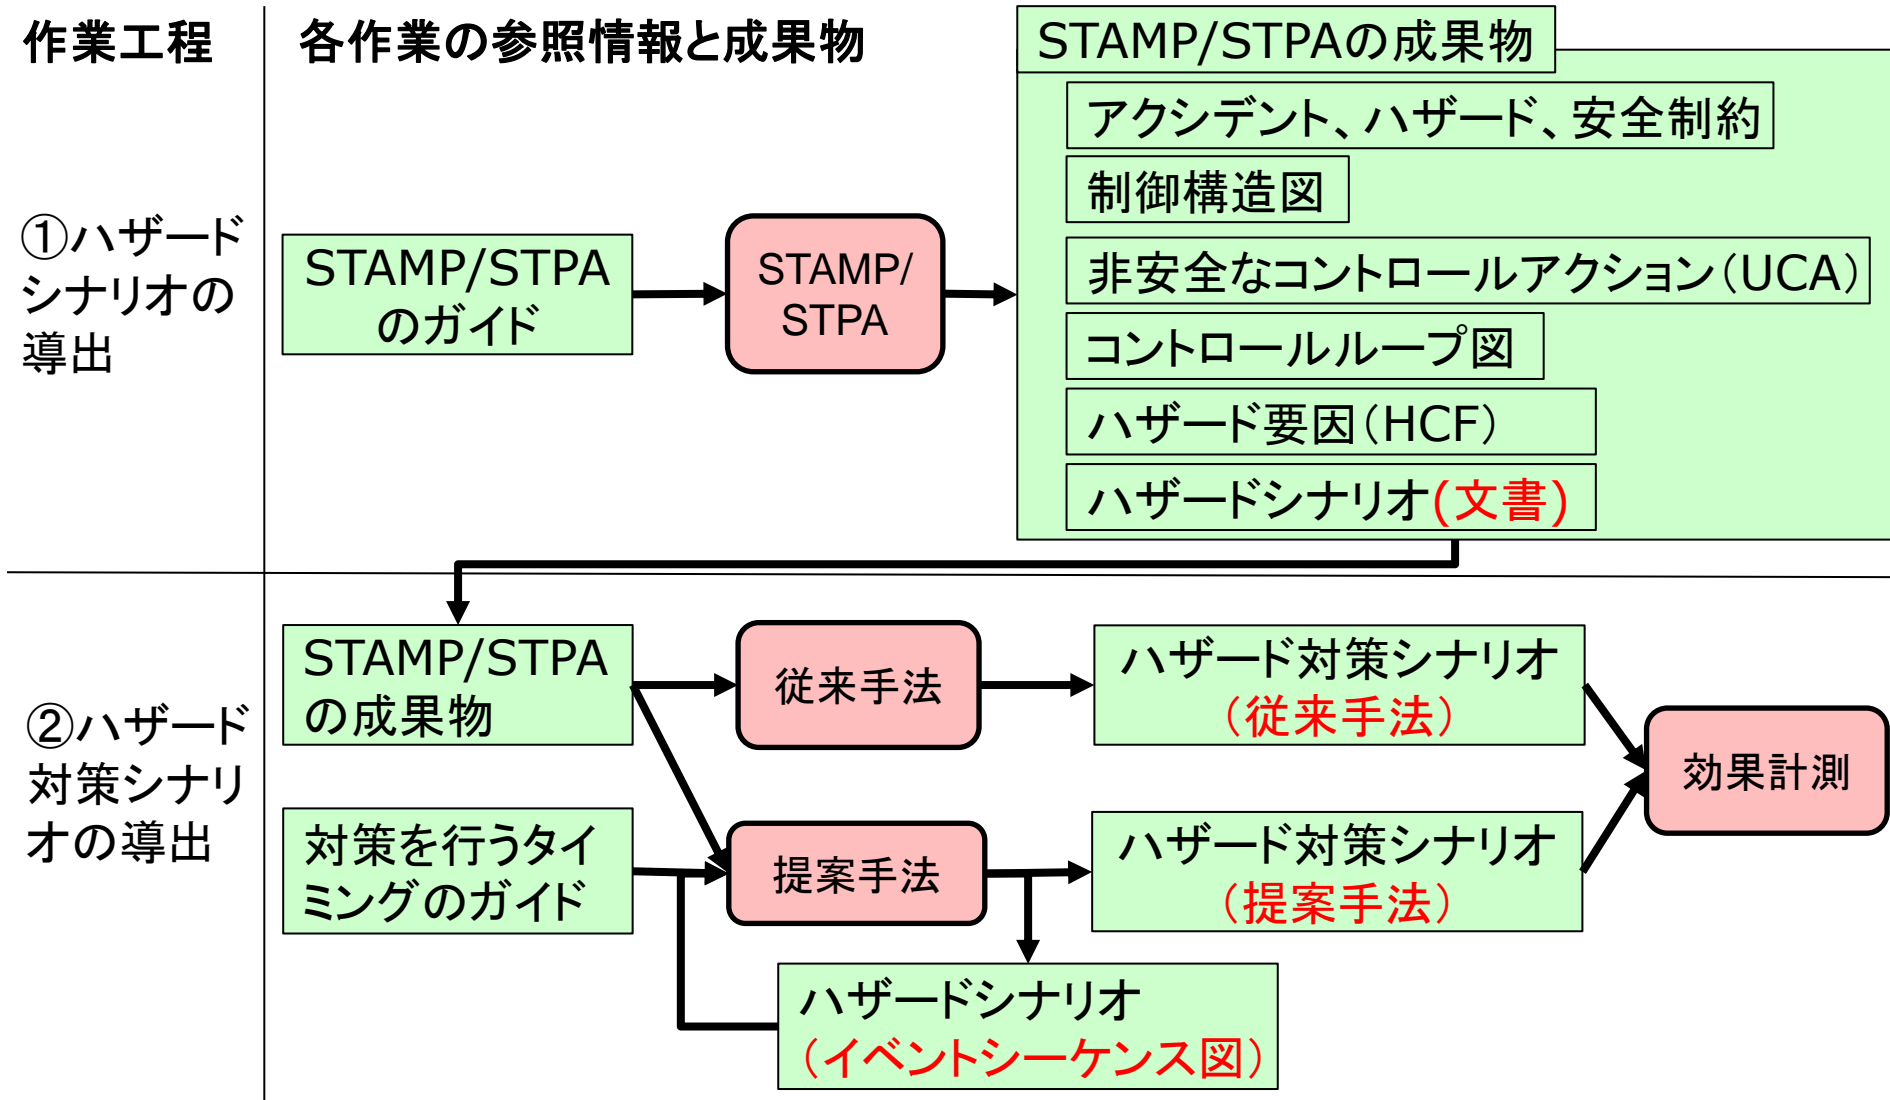 作業工程
各作業の参照情報と成果物
STAMP/STPAの成果物
アクシデント、ハザード、安全制約
制御構造図
非安全なコントロールアクション（UCA）
コントロールループ図
ハザード要因（HCF）
ハザードシナリオ(文書)
①ハザード
シナリオの
導出
STAMP/STPA
のガイド
STAMP/
STPA
②ハザード
対策シナリ
オの導出
STAMP/STPA
の成果物
従来手法
ハザード対策シナリオ
（従来手法）
効果計測
対策を行うタイ
ミングのガイド
提案手法
ハザード対策シナリオ
（提案手法）
ハザードシナリオ
（イベントシーケンス図）